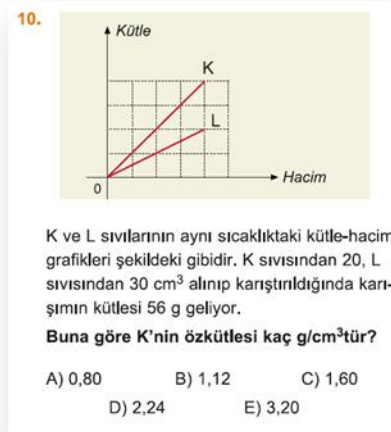 10.
Kütle
K
L
Hacim
0
K ve L sıvılarının aynı sıcaklıktaki kütle-hacim
grafikleri şekildeki gibidir. K sıvısından 20, L
sıvısından 30 cm³ alınıp karıştırıldığında karı-
şımın kütlesi 56 g geliyor.
Buna göre K'nin özkütlesi kaç g/cm³tür?
A) 0,80 B) 1,12 C) 1,60
D) 2,24 E) 3,20